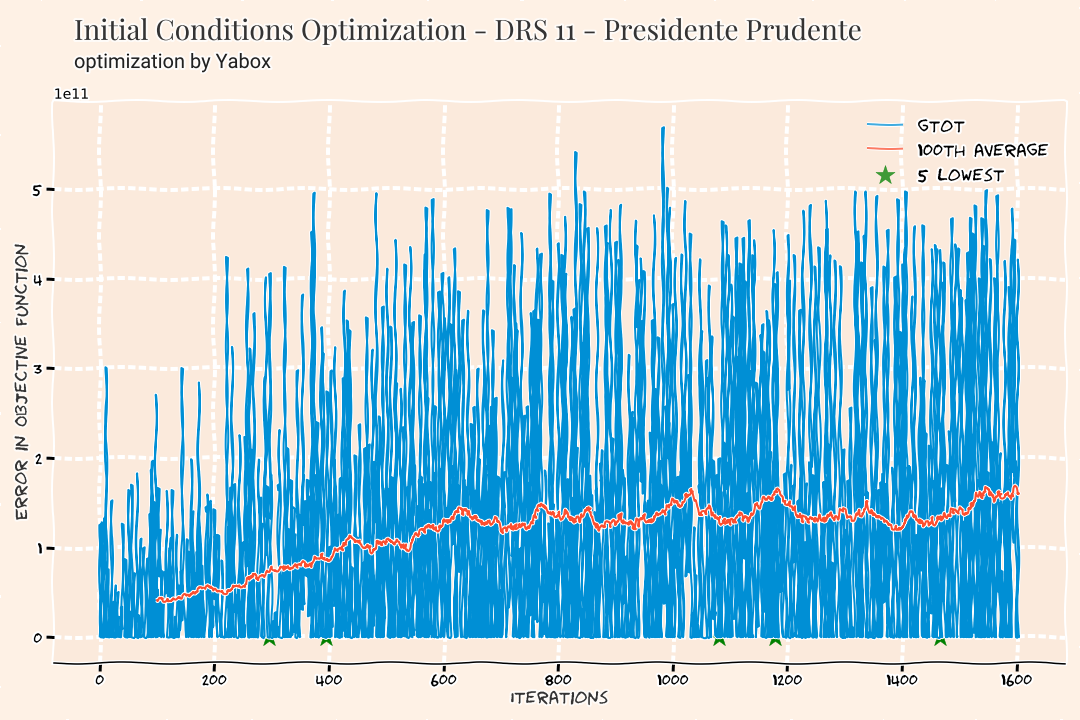 Initial Conditions Optimization - DRS 11 - Presidente Prudente
optimization by Yabox
1e11
GTOT
100TH AVERAGE
5 LOWEST
5
4
3
2
1
0
ERROR IN OBJECTIVE FUNCTION
0 200 400 600 800 1000 1200 1400 1600
ITERATIONS